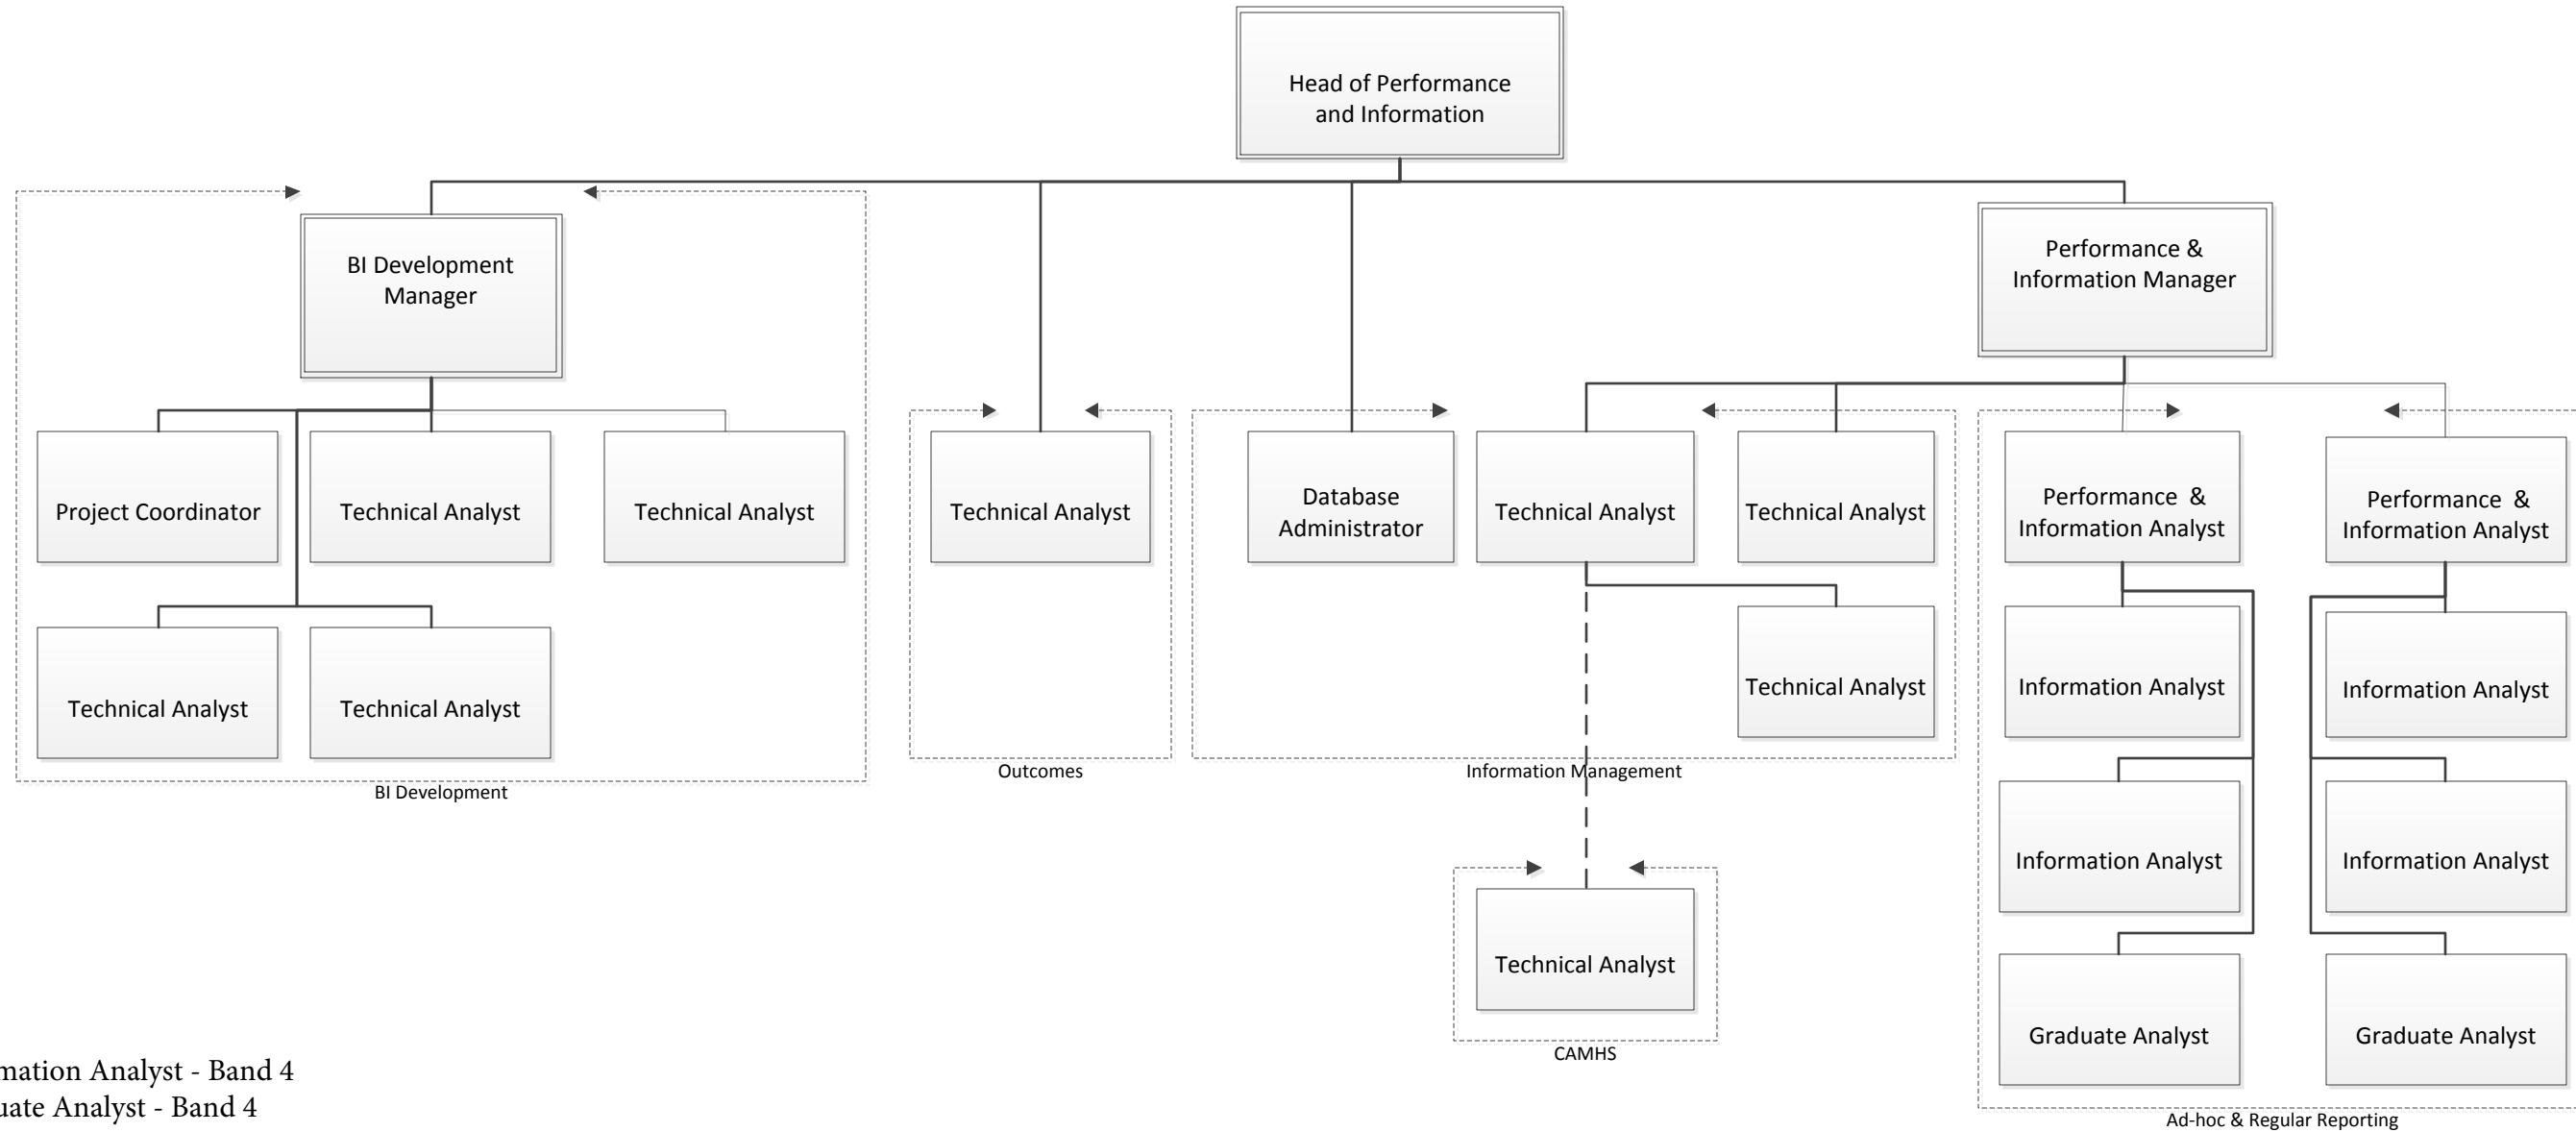 Head of Performance
and Information
BI Development
Manager
Performance &
Information Manager
Project Coordinator
Technical Analyst
Technical Analyst
Technical Analyst
Database
Administrator
Technical Analyst
Technical Analyst
Performance &
Information Analyst
Performance &
Information Analyst
Technical Analyst
Technical Analyst
Technical Analyst
Information Analyst
Information Analyst
BI Development
Outcomes
Information Management
Information Analyst
Information Analyst
Technical Analyst
CAMHS
Graduate Analyst
Graduate Analyst
Ad-hoc & Regular Reporting
mation Analyst - Band 4
uate Analyst - Band 4